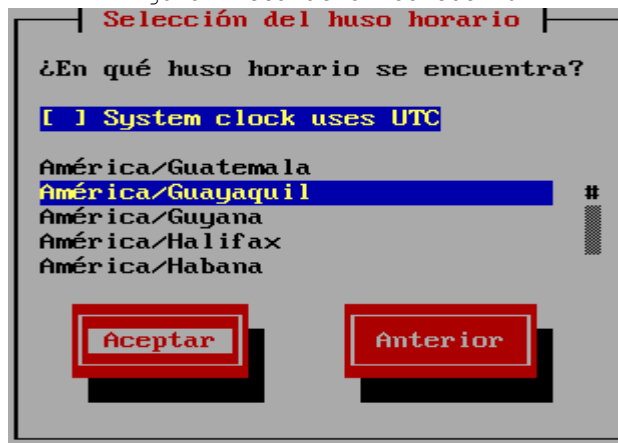 Selección del huso horario
¿En qué huso horario se encuentra?
[ ] System clock uses UTC
América/Guatemala
América/Guayaquil #
América/Guyana
América/Halifax
América/Habana
Aceptar Anterior